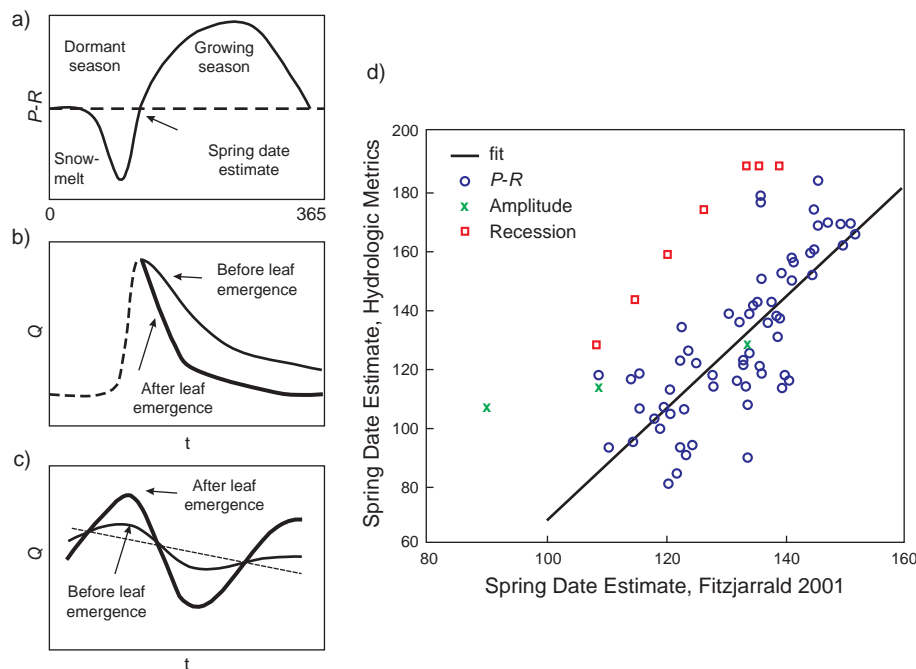 a)
Dormant
season
Growing
season
P-R
Snow-
melt
Spring date
estimate
0
365
b)
Before leaf
emergence
Q
After leaf
emergence
t
c)
After leaf
emergence
Q
Before leaf
emergence
t
d)
Spring Date Estimate, Hydrologic Metrics
200
180
160
140
120
100
80
60
fit
P-R
Amplitude
Recession
80
100
120
140
160
Spring Date Estimate, Fitzjarrald 2001